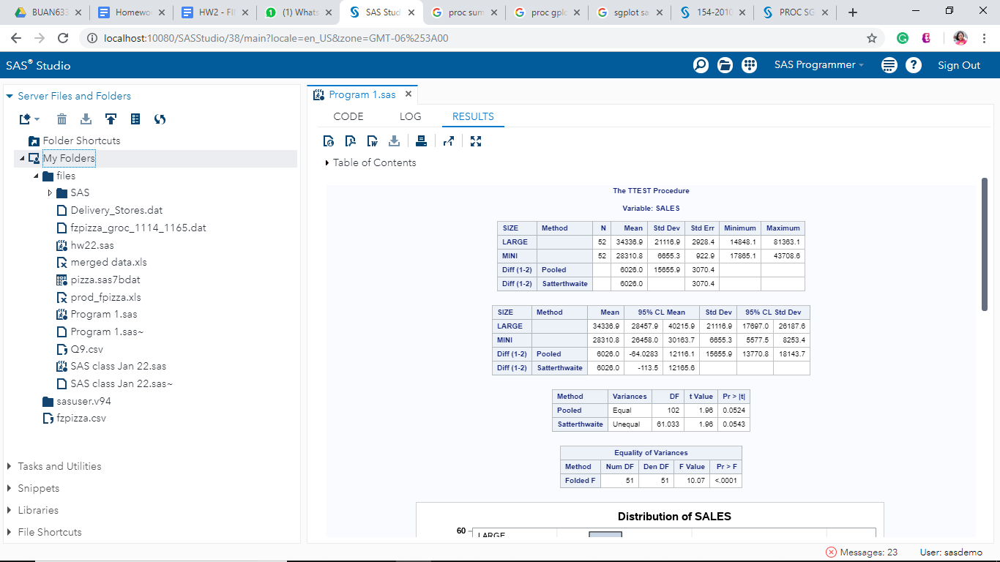 BUAN633
Homewo
HW2 - FI
(1) Whats
SAS Stud
proc sum
proc gplo
sgplot sa
154-2010
PROC SG
localhost:10080/SASStudio/38/main?locale=en_US&zone=GMT-06%253A00
SAS® Studio
SAS Programmer
Sign Out
Server Files and Folders
Folder Shortcuts
My Folders
files
SAS
Delivery_Stores.dat
fzpizza_groc_1114_1165.dat
hw22.sas
merged data.xls
pizza.sas7bdat
prod_fpizza.xls
Program 1.sas
Program 1.sas~
Q9.csv
SAS class Jan 22.sas
SAS class Jan 22.sas~
sasuser.v94
fzpizza.csv
Tasks and Utilities
Snippets
Libraries
File Shortcuts
Program 1.sas
CODE LOG RESULTS
Table of Contents
The TTEST Procedure
Variable: SALES
SIZE Method N Mean Std Dev Std Err Minimum Maximum
LARGE 52 34336.9 21116.9 2928.4 14848.1 81363.1
MINI 52 28310.8 6655.3 922.9 17865.1 43708.6
Diff (1-2) Pooled 6026.0 15655.9 3070.4
Diff (1-2) Satterthwaite 6026.0 3070.4
SIZE Method Mean 95% CL Mean Std Dev 95% CL Std Dev
LARGE 34336.9 28457.9 40215.9 21116.9 17697.0 26187.6
MINI 28310.8 26458.0 30163.7 6655.3 5577.5 8253.4
Diff (1-2) Pooled 6026.0 -64.0283 12116.1 15655.9 13770.8 18143.7
Diff (1-2) Satterthwaite 6026.0 -113.5 12165.6
Method Variances DF t Value Pr > |t|
Pooled Equal 102 1.96 0.0524
Satterthwaite Unequal 61.033 1.96 0.0543
Equality of Variances
Method Num DF Den DF F Value Pr > F
Folded F 51 51 10.07 <.0001
Distribution of SALES
60
LARGE
Messages: 23
User: sasdemo